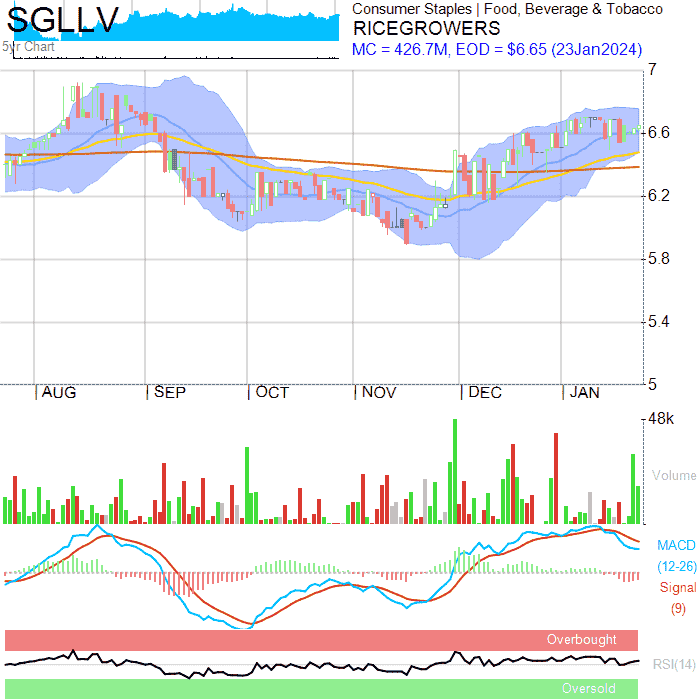 SGLLV
5yr Chart
Consumer Staples | Food, Beverage & Tobacco
RICEGROWERS
MC = 426.7M, EOD = $6.65 (23Jan2024)
7
6.6
6.2
5.8
5.4
5
AUG SEP OCT NOV DEC JAN
48k
Volume
MACD
(12-26)
Signal
(9)
Overbought
RSI(14)
Oversold